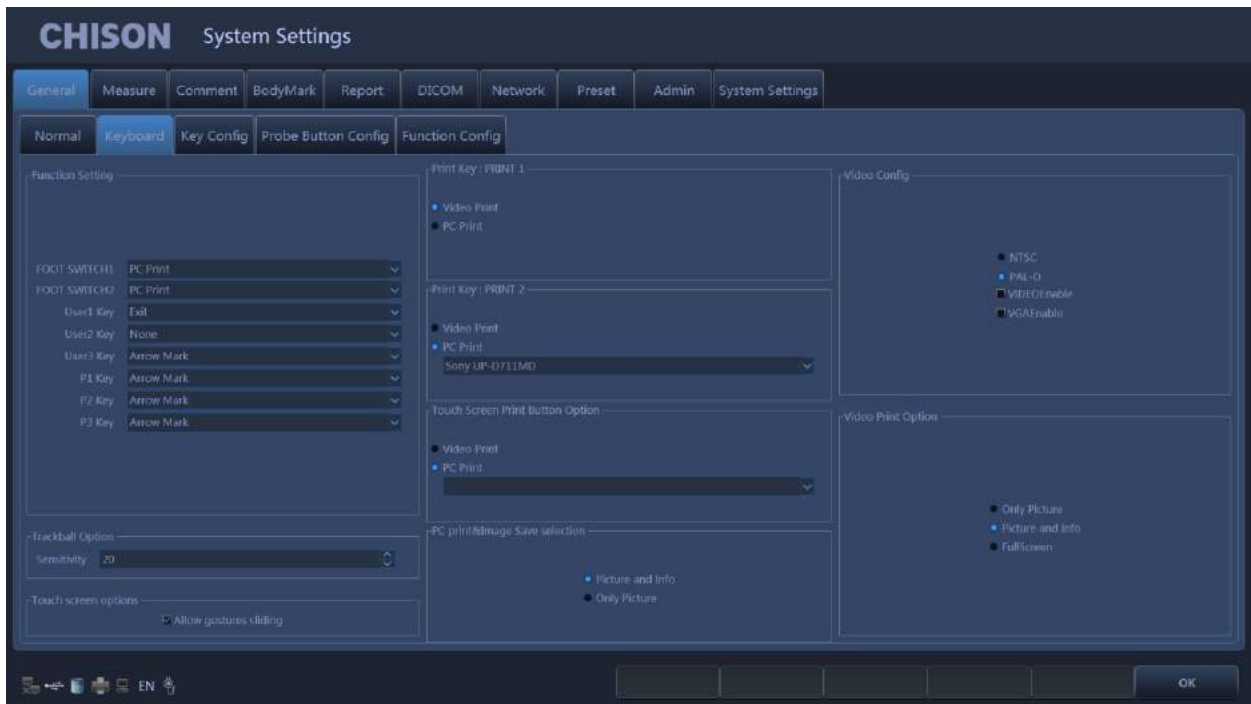 CHISON System Settings
General Measure Comment BodyMark Report DICOM Network Preset Admin System Settings
Normal Keyboard Key Config Probe Button Config Function Config
Function Setting
FOOT SWITCH1 PC Print
FOOT SWITCH2 PC Print
User1 Key Exit
User2 Key None
User3 Key Arrow Mark
P1 Key Arrow Mark
P2 Key Arrow Mark
P3 Key Arrow Mark
Trackball Option
Sensitivity 20
Touch screen options
Allow gestures sliding
Print Key : PRINT 1
Video Print
PC Print
Print Key : PRINT 2
Video Print
PC Print
Sony UP-D711MD
Touch Screen Print Button Option
Video Print
PC Print
PC print&Image Save selection
Picture and Info
Only Picture
Video Config
NTSC
PAL-D
VIDEOEnable
VGAEnable
Video Print Option
Only Picture
Picture and Info
FullScreen
EN
OK